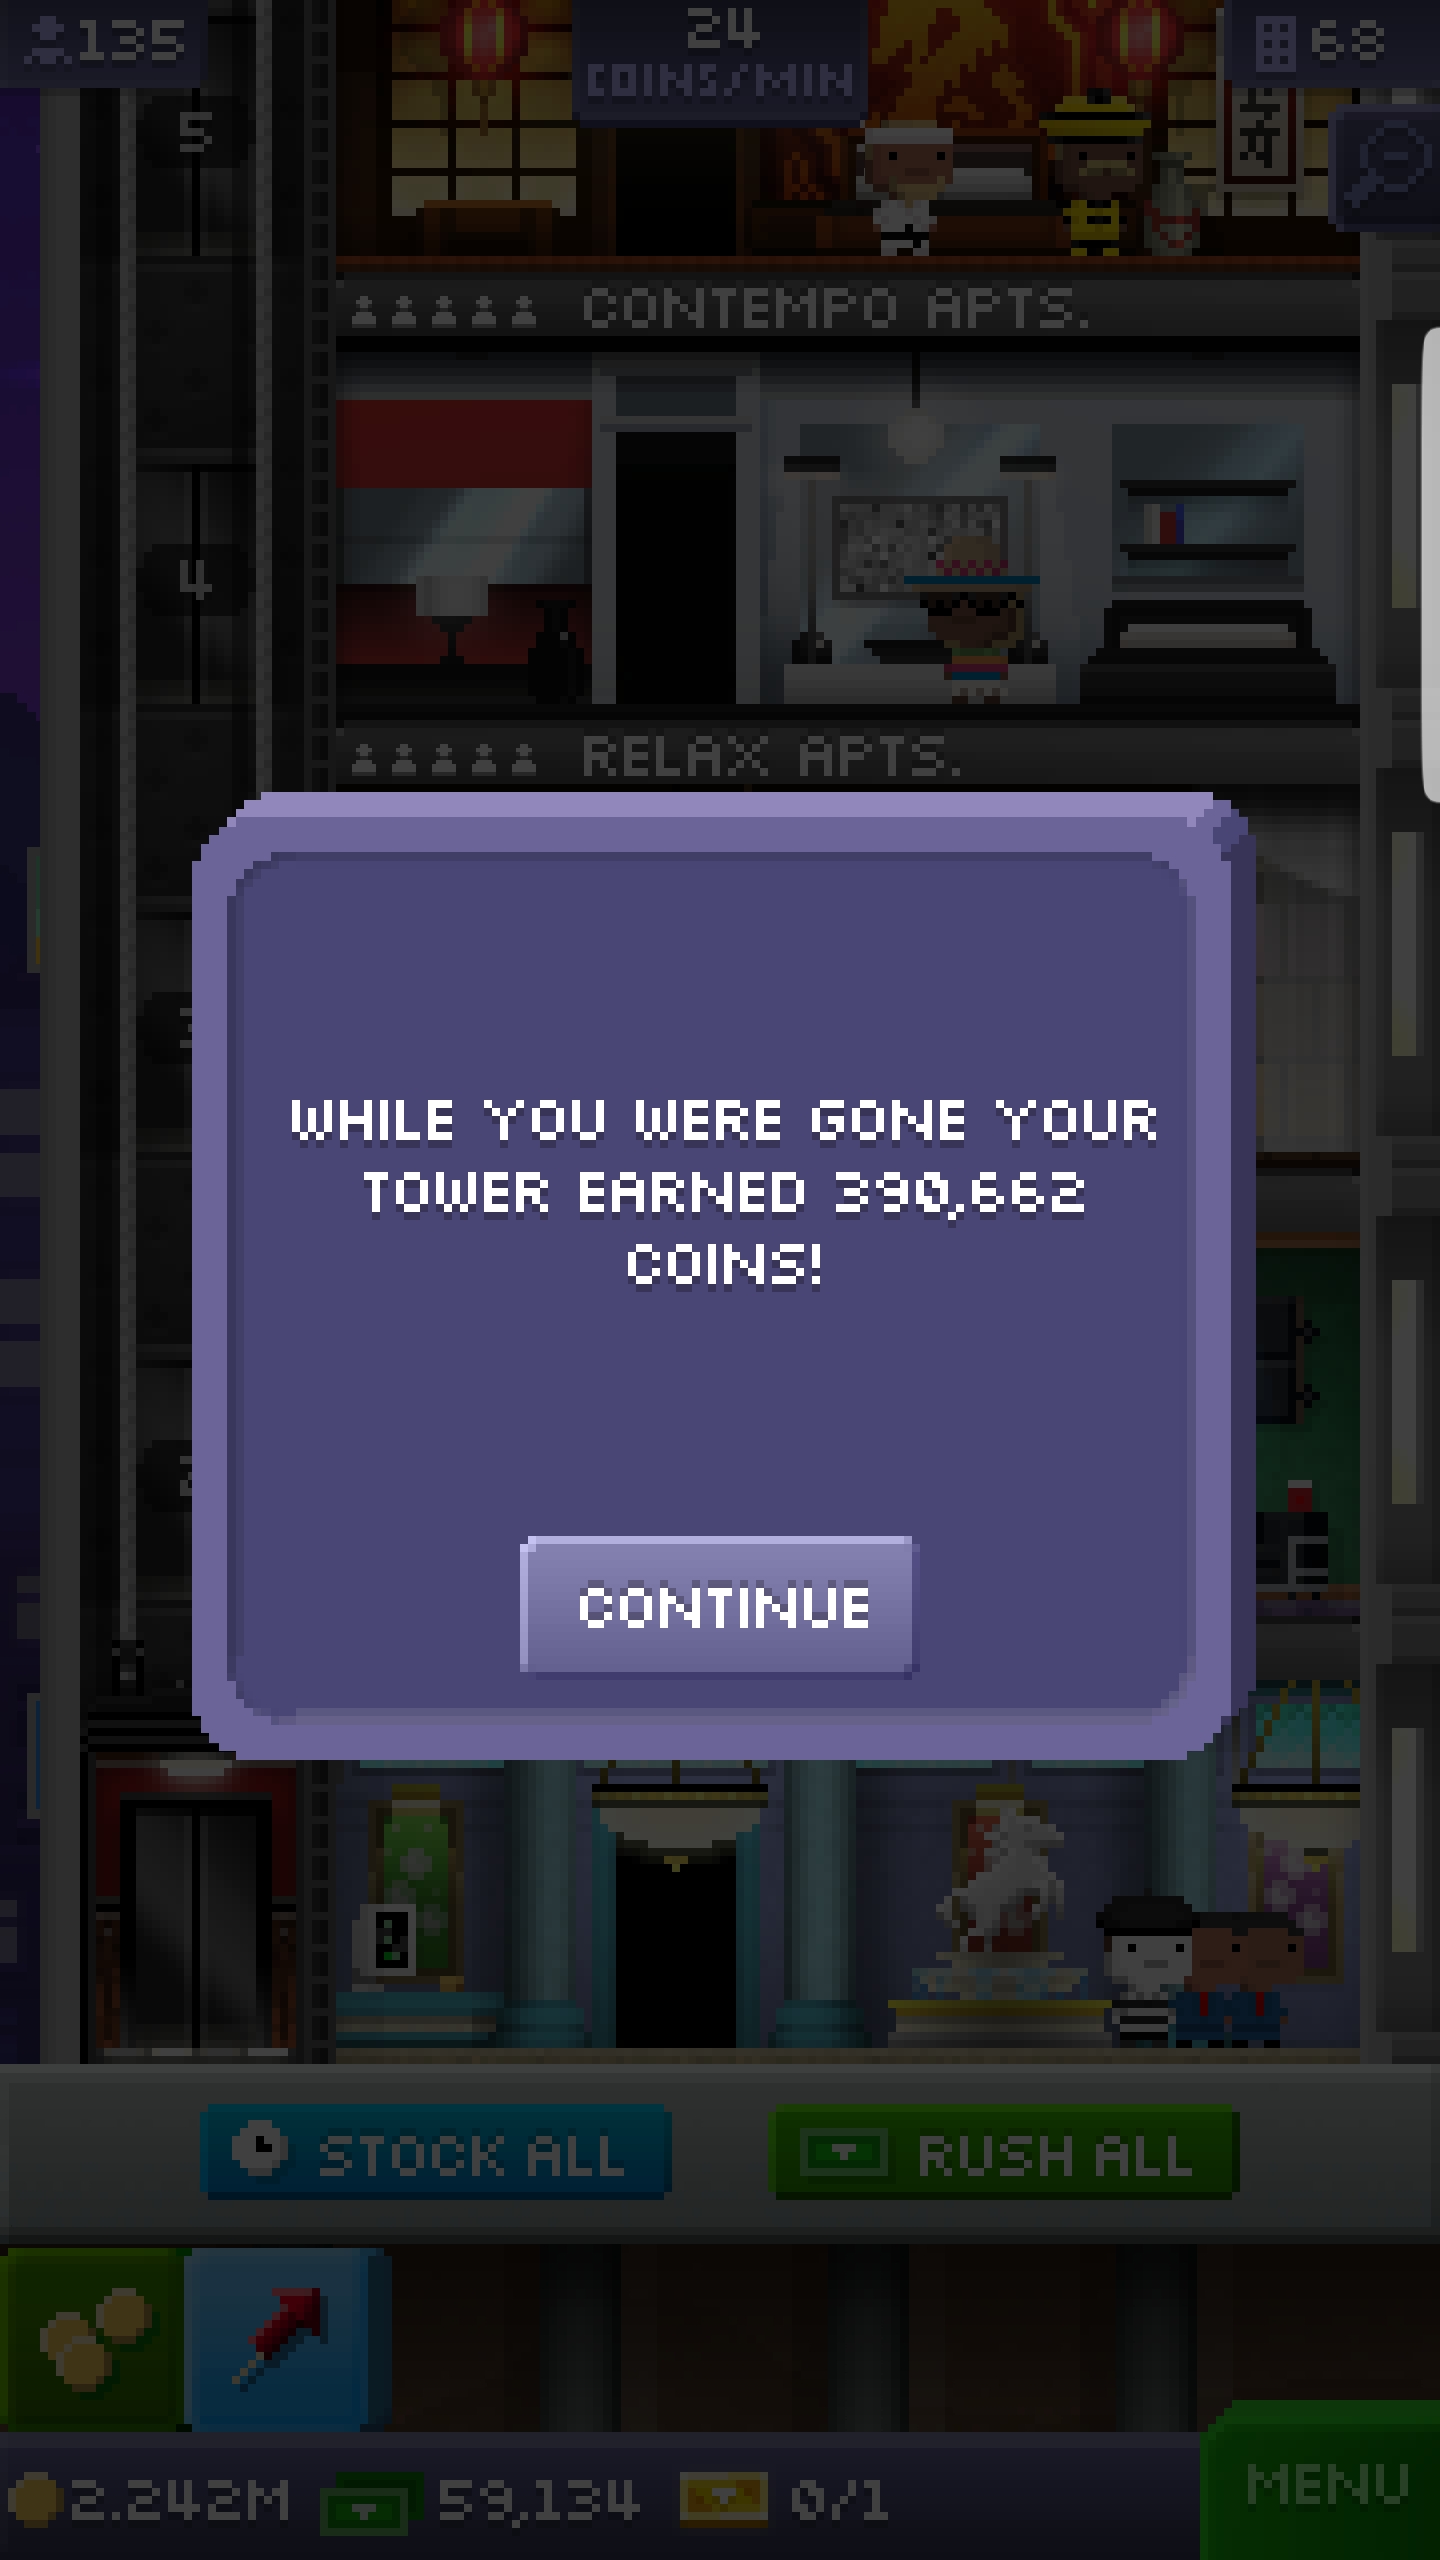 135
24
COINS/MIN
68
5
CONTEMPO APTS.
4
RELAX APTS.
WHILE YOU WERE GONE YOUR
TOWER EARNED 390,662
COINS!
CONTINUE
STOCK ALL
RUSH ALL
2.242M
59,134
0/1
MENU